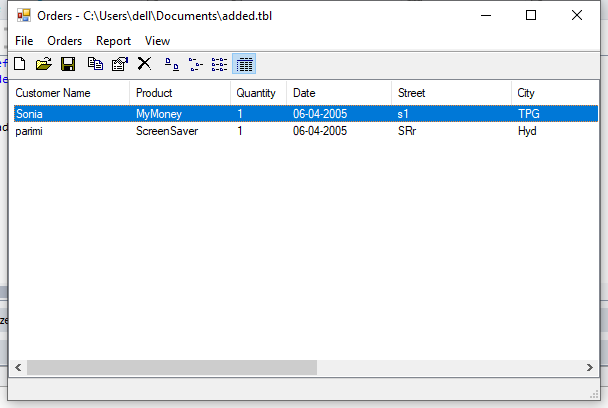 Orders - C:\Users\dell\Documents\added.tbl
File Orders Report View
Customer Name Product Quantity Date Street City
Sonia MyMoney 1 06-04-2005 s1 TPG
parimi ScreenSaver 1 06-04-2005 SRr Hyd